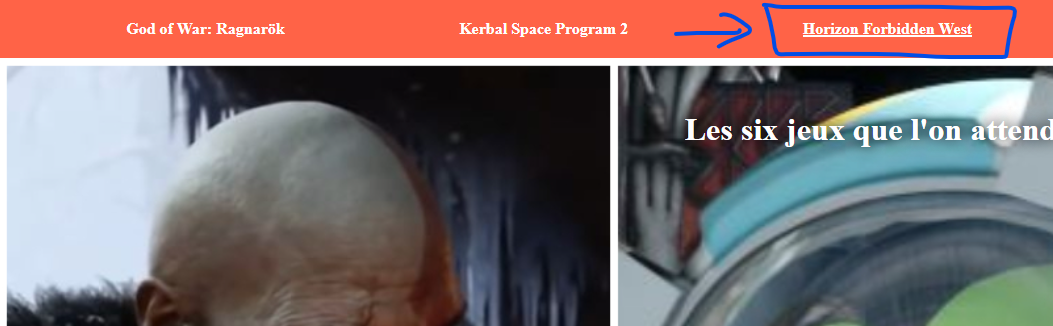 God of War: Ragnarök
Kerbal Space Program 2
Horizon Forbidden West
Les six jeux que l'on attend